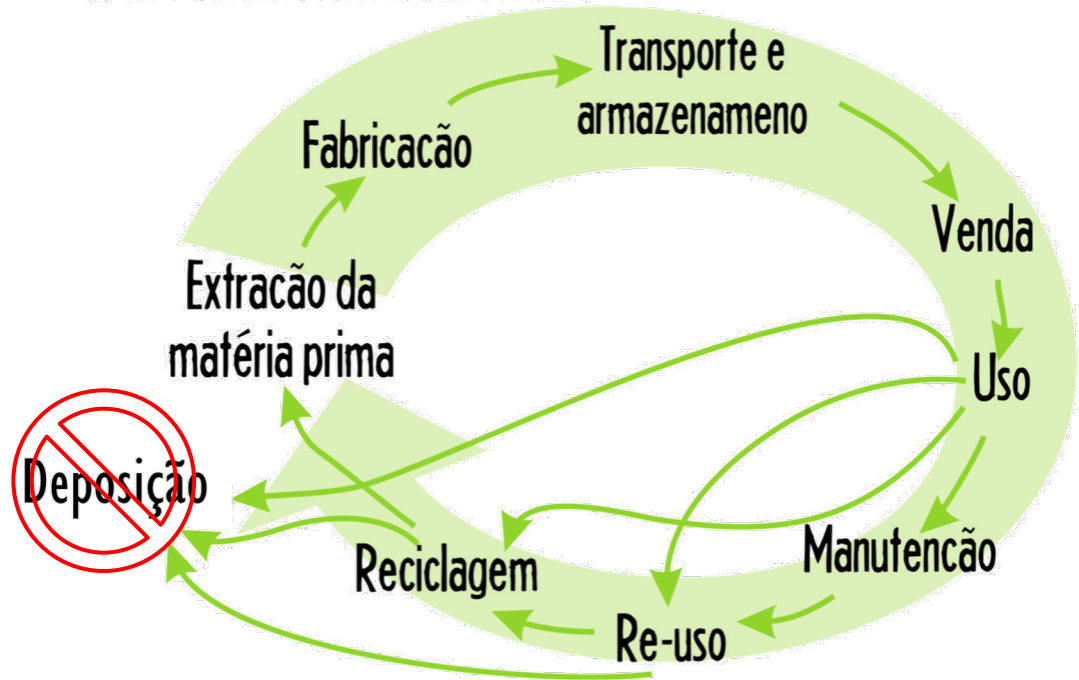 Transporte e
armazenameno
Fabricacão
Venda
Extracão da
matéria prima
Uso
Deposição
Manutencão
Reciclagem
Re-uso